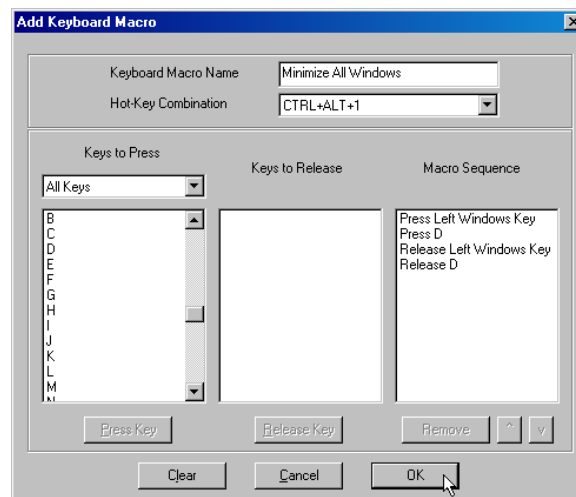 Add Keyboard Macro
Keyboard Macro Name
Minimize All Windows
Hot-Key Combination
CTRL+ALT+1
Keys to Press
All Keys
B
C
D
E
F
G
H
I
J
K
L
M
N
Press Key
Keys to Release
Release Key
Macro Sequence
Press Left Windows Key
Press D
Release Left Windows Key
Release D
Remove
^
v
Clear
Cancel
OK